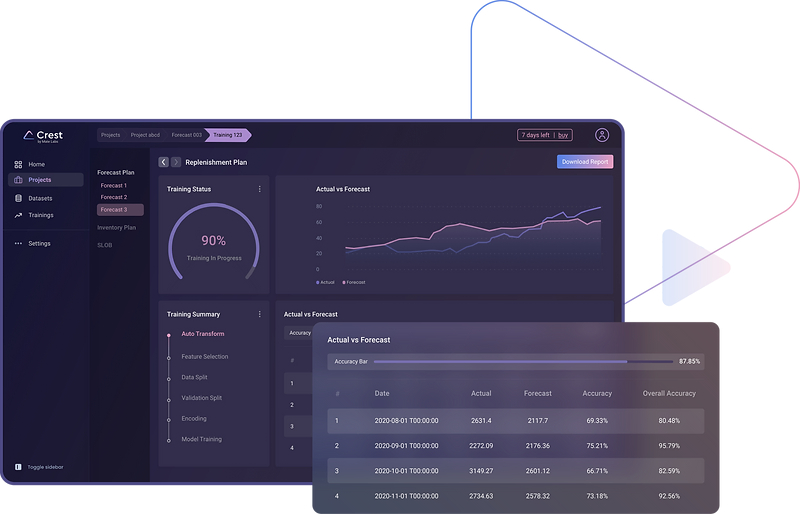 Crest
by Mate Labs
Projects
Project abcd
Forecast 003
Training 123
7 days left | buy
Home
Projects
Datasets
Trainings
Settings
Toggle sidebar
Forecast Plan
Forecast 1
Forecast 2
Forecast 3
Inventory Plan
SLOB
Replenishment Plan
Download Report
Training Status
90%
Training In Progress
Actual vs Forecast
80
60
40
20
0
Actual
Forecast
Training Summary
Auto Transform
Feature Selection
Data Split
Validation Split
Encoding
Model Training
Actual vs Forecast
Accuracy
#
1
2
3
4
Actual vs Forecast
Accuracy Bar 87.85%
# Date Actual Forecast Accuracy Overall Accuracy
1 2020-08-01 T00:00:00 2631.4 2117.7 69.33% 80.48%
2 2020-09-01 T00:00:00 2272.09 2176.36 75.21% 95.79%
3 2020-10-01 T00:00:00 3149.27 2601.12 66.71% 82.59%
4 2020-11-01 T00:00:00 2734.63 2578.32 73.18% 92.56%